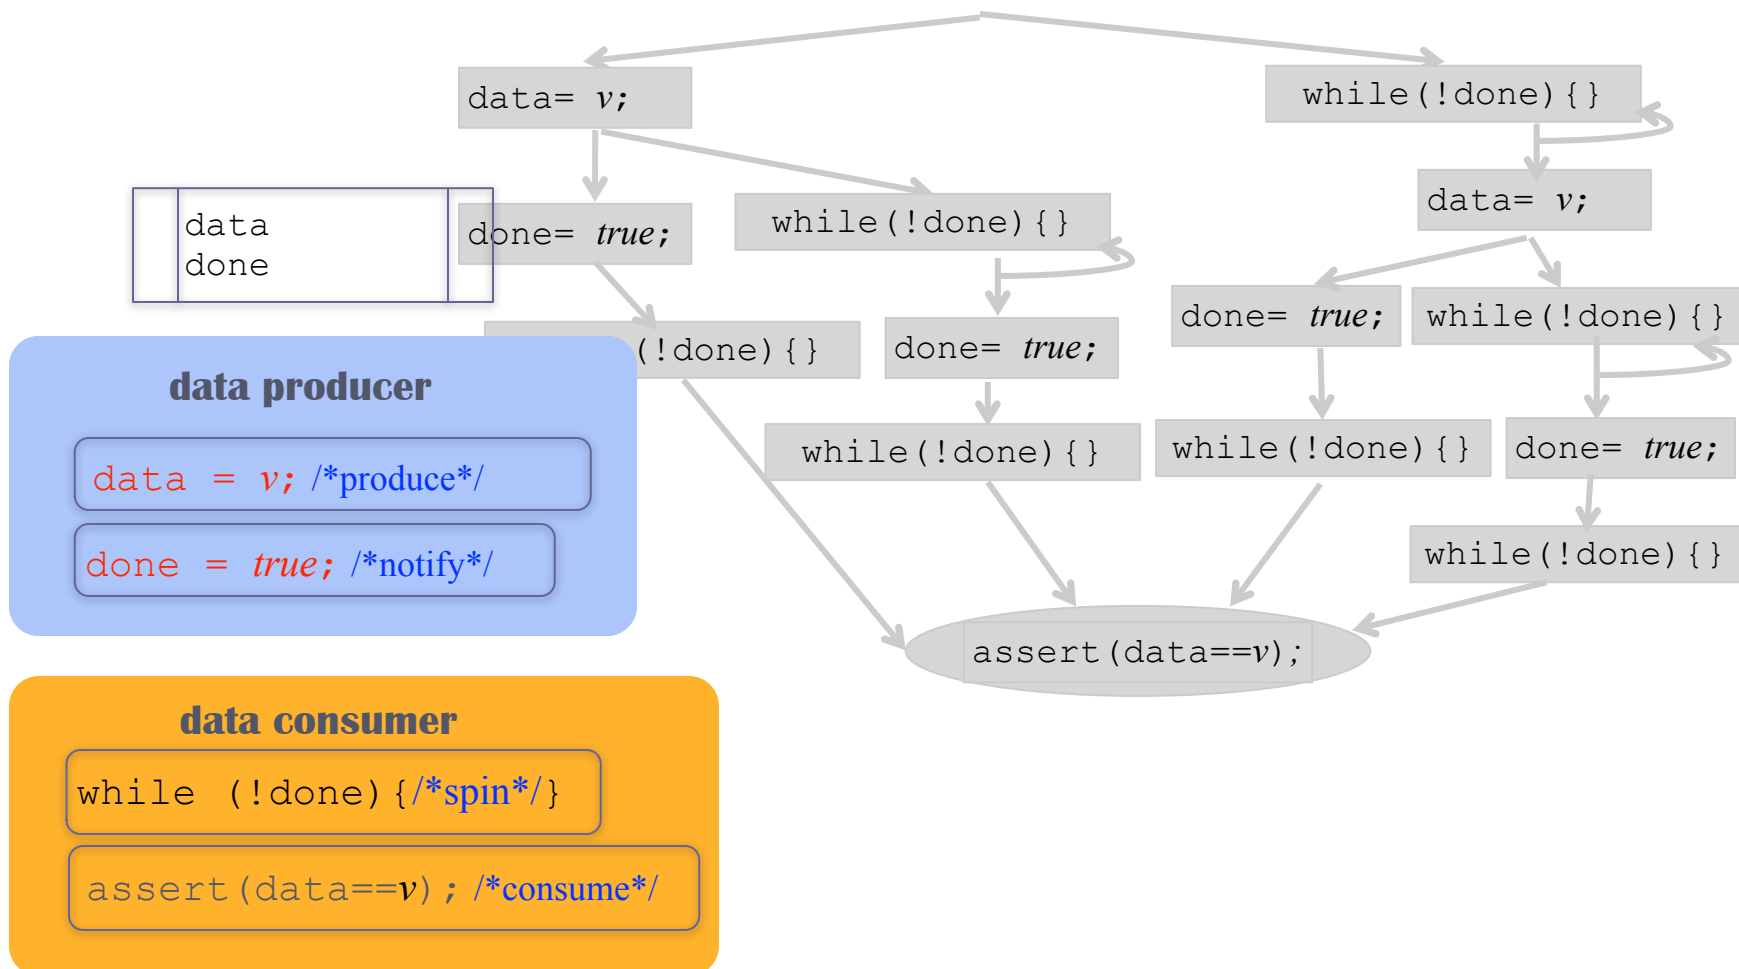 data= v;
while(!done){}
data
done
done= true;
while(!done){}
data= v;
(!done){}
done= true;
done= true;
while(!done){}
while(!done){}
while(!done){}
done= true;
while(!done){}
assert(data==v);
data producer
data = v; /*produce*/
done = true; /*notify*/
data consumer
while (!done){/*spin*/}
assert(data==v); /*consume*/